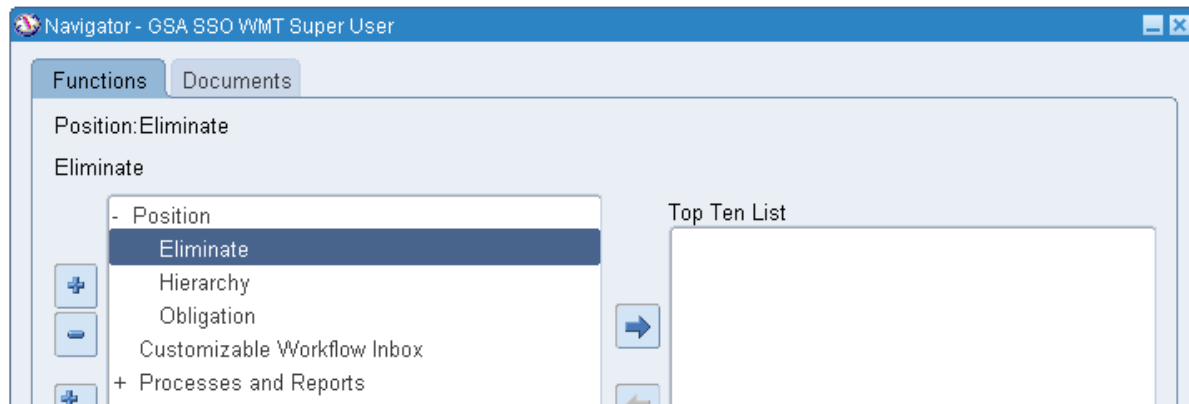 Navigator - GSA SSO WMT Super User
Functions Documents
Position:Eliminate
Eliminate
- Position
Eliminate
Hierarchy
Obligation
Customizable Workflow Inbox
+ Processes and Reports
Top Ten List